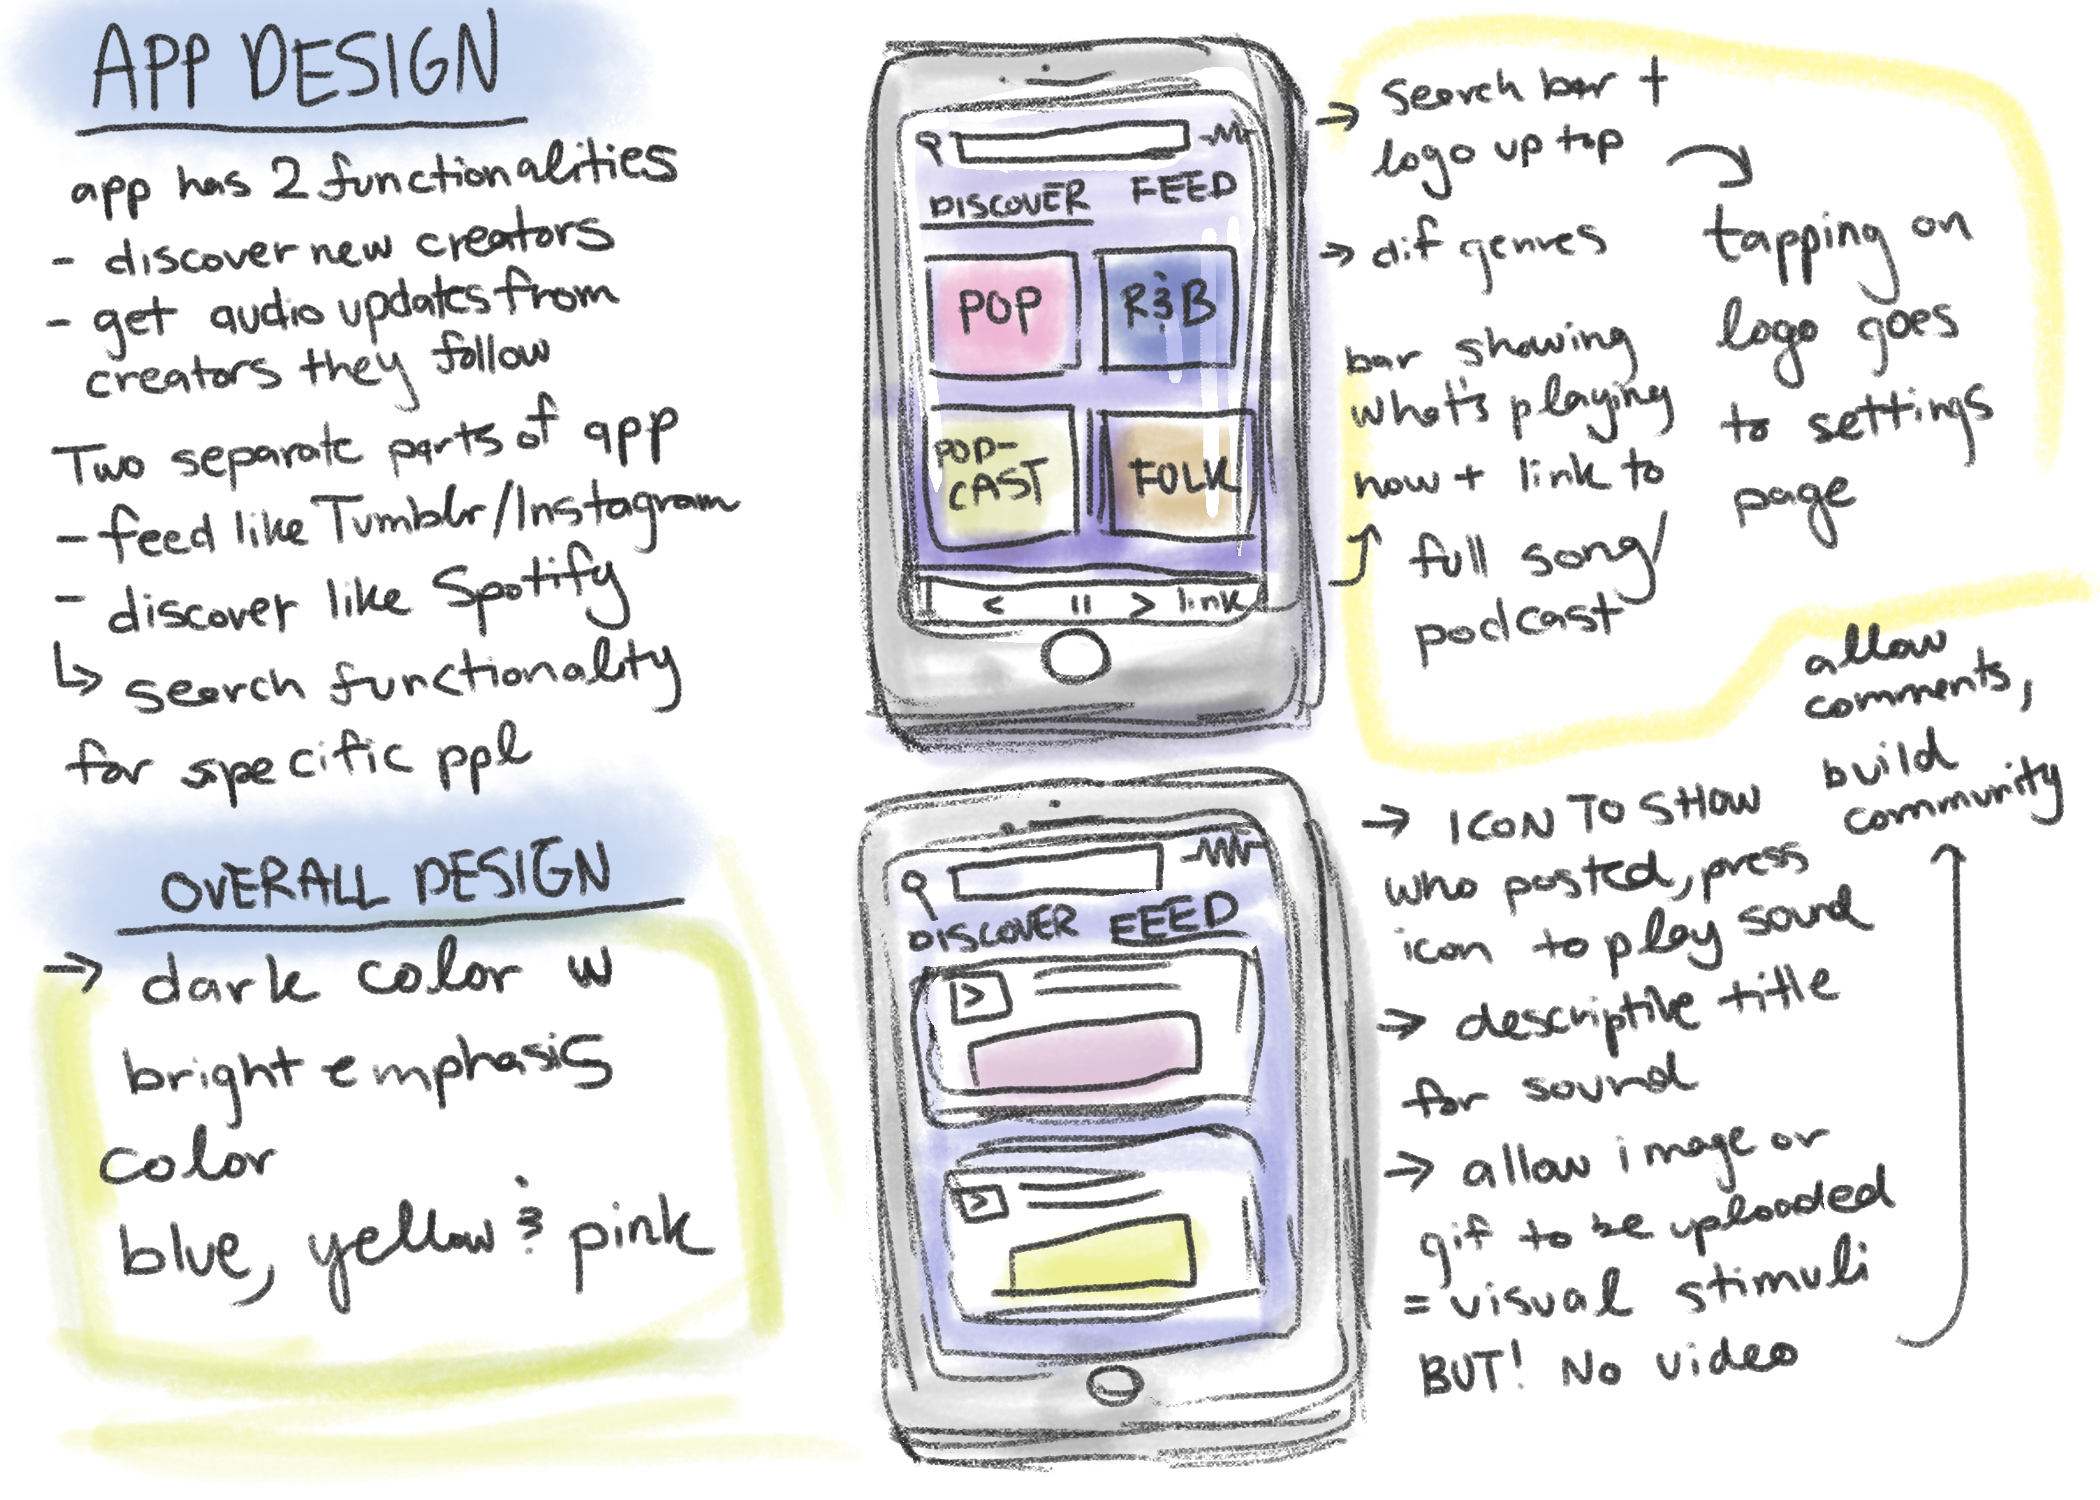 APP DESIGN
app has 2 functionalities
- discover new creators
- get audio updates from
creators they follow
Two separate parts of app
- feed like Tumblr/Instagram
- discover like Spotify
↳ search functionality
for specific ppl
OVERALL DESIGN
→ dark color w
bright emphasis
color
blue, yellow & pink
DISCOVER FEED
POP R&B
POD-
CAST
FOLK
< || > link
→ search bar +
logo up top
tapping on
logo goes
to settings
page
→ dif genres
bar showing
what's playing
now + link to
full song/
podcast
DISCOVER FEED
>
>
→ ICON TO SHOW
who posted, press
icon to play sound
→ descriptive title
for sound
→ allow image or
gif to be uploaded
= visual stimuli
BUT! No video
allow
comments,
build
community